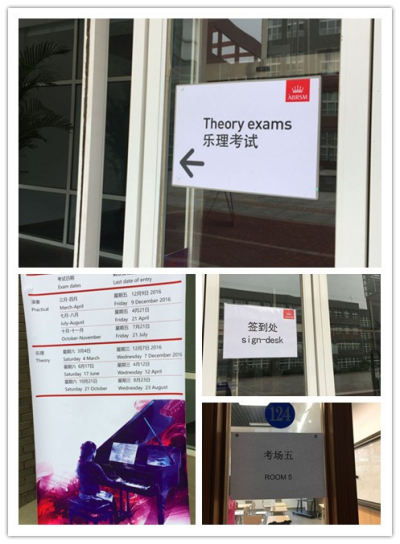 ABRSM
Theory exams
乐理考试
考试日期
Exam dates Last date of entry
演奏 三月-四月 星期五 12月9日 2016
Practical March-April Friday 9 December 2016
七月-八月 星期五 4月21日
July-August Friday 21 April
十月-十一月 星期五 7月21日
October-November Friday 21 July
乐理 星期六 3月4日 星期三 12月7日 2016
Theory Saturday 4 March Wednesday 7 December 2016
星期六 6月17日 星期三 4月12日
Saturday 17 June Wednesday 12 April
星期六 10月21日 星期三 8月23日
Saturday 21 October Wednesday 23 August
签到处
sign-desk
124
考场五
ROOM 5